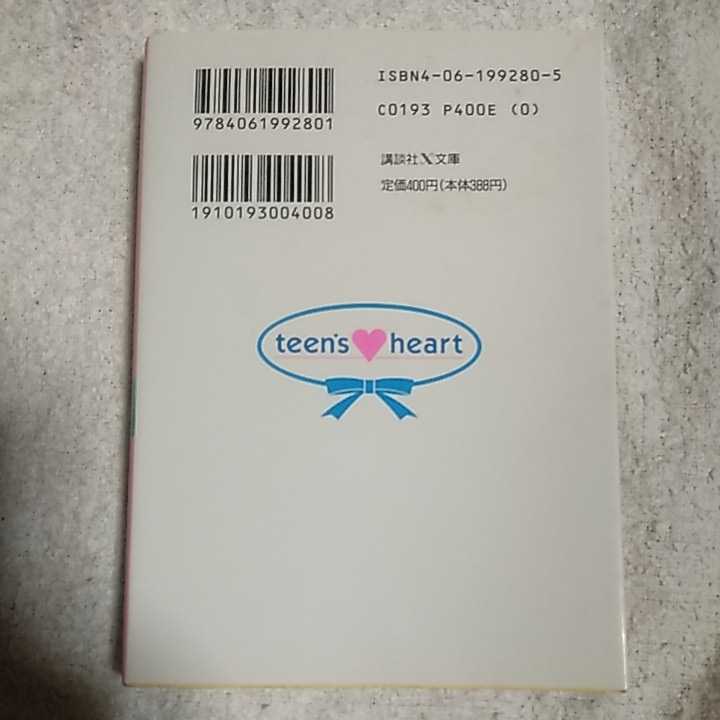 ISBN4-06-199280-5
9784061992801
C0193 P400E (0)
講談社X文庫
定価400円(本体388円)
1910193004008
teen's heart